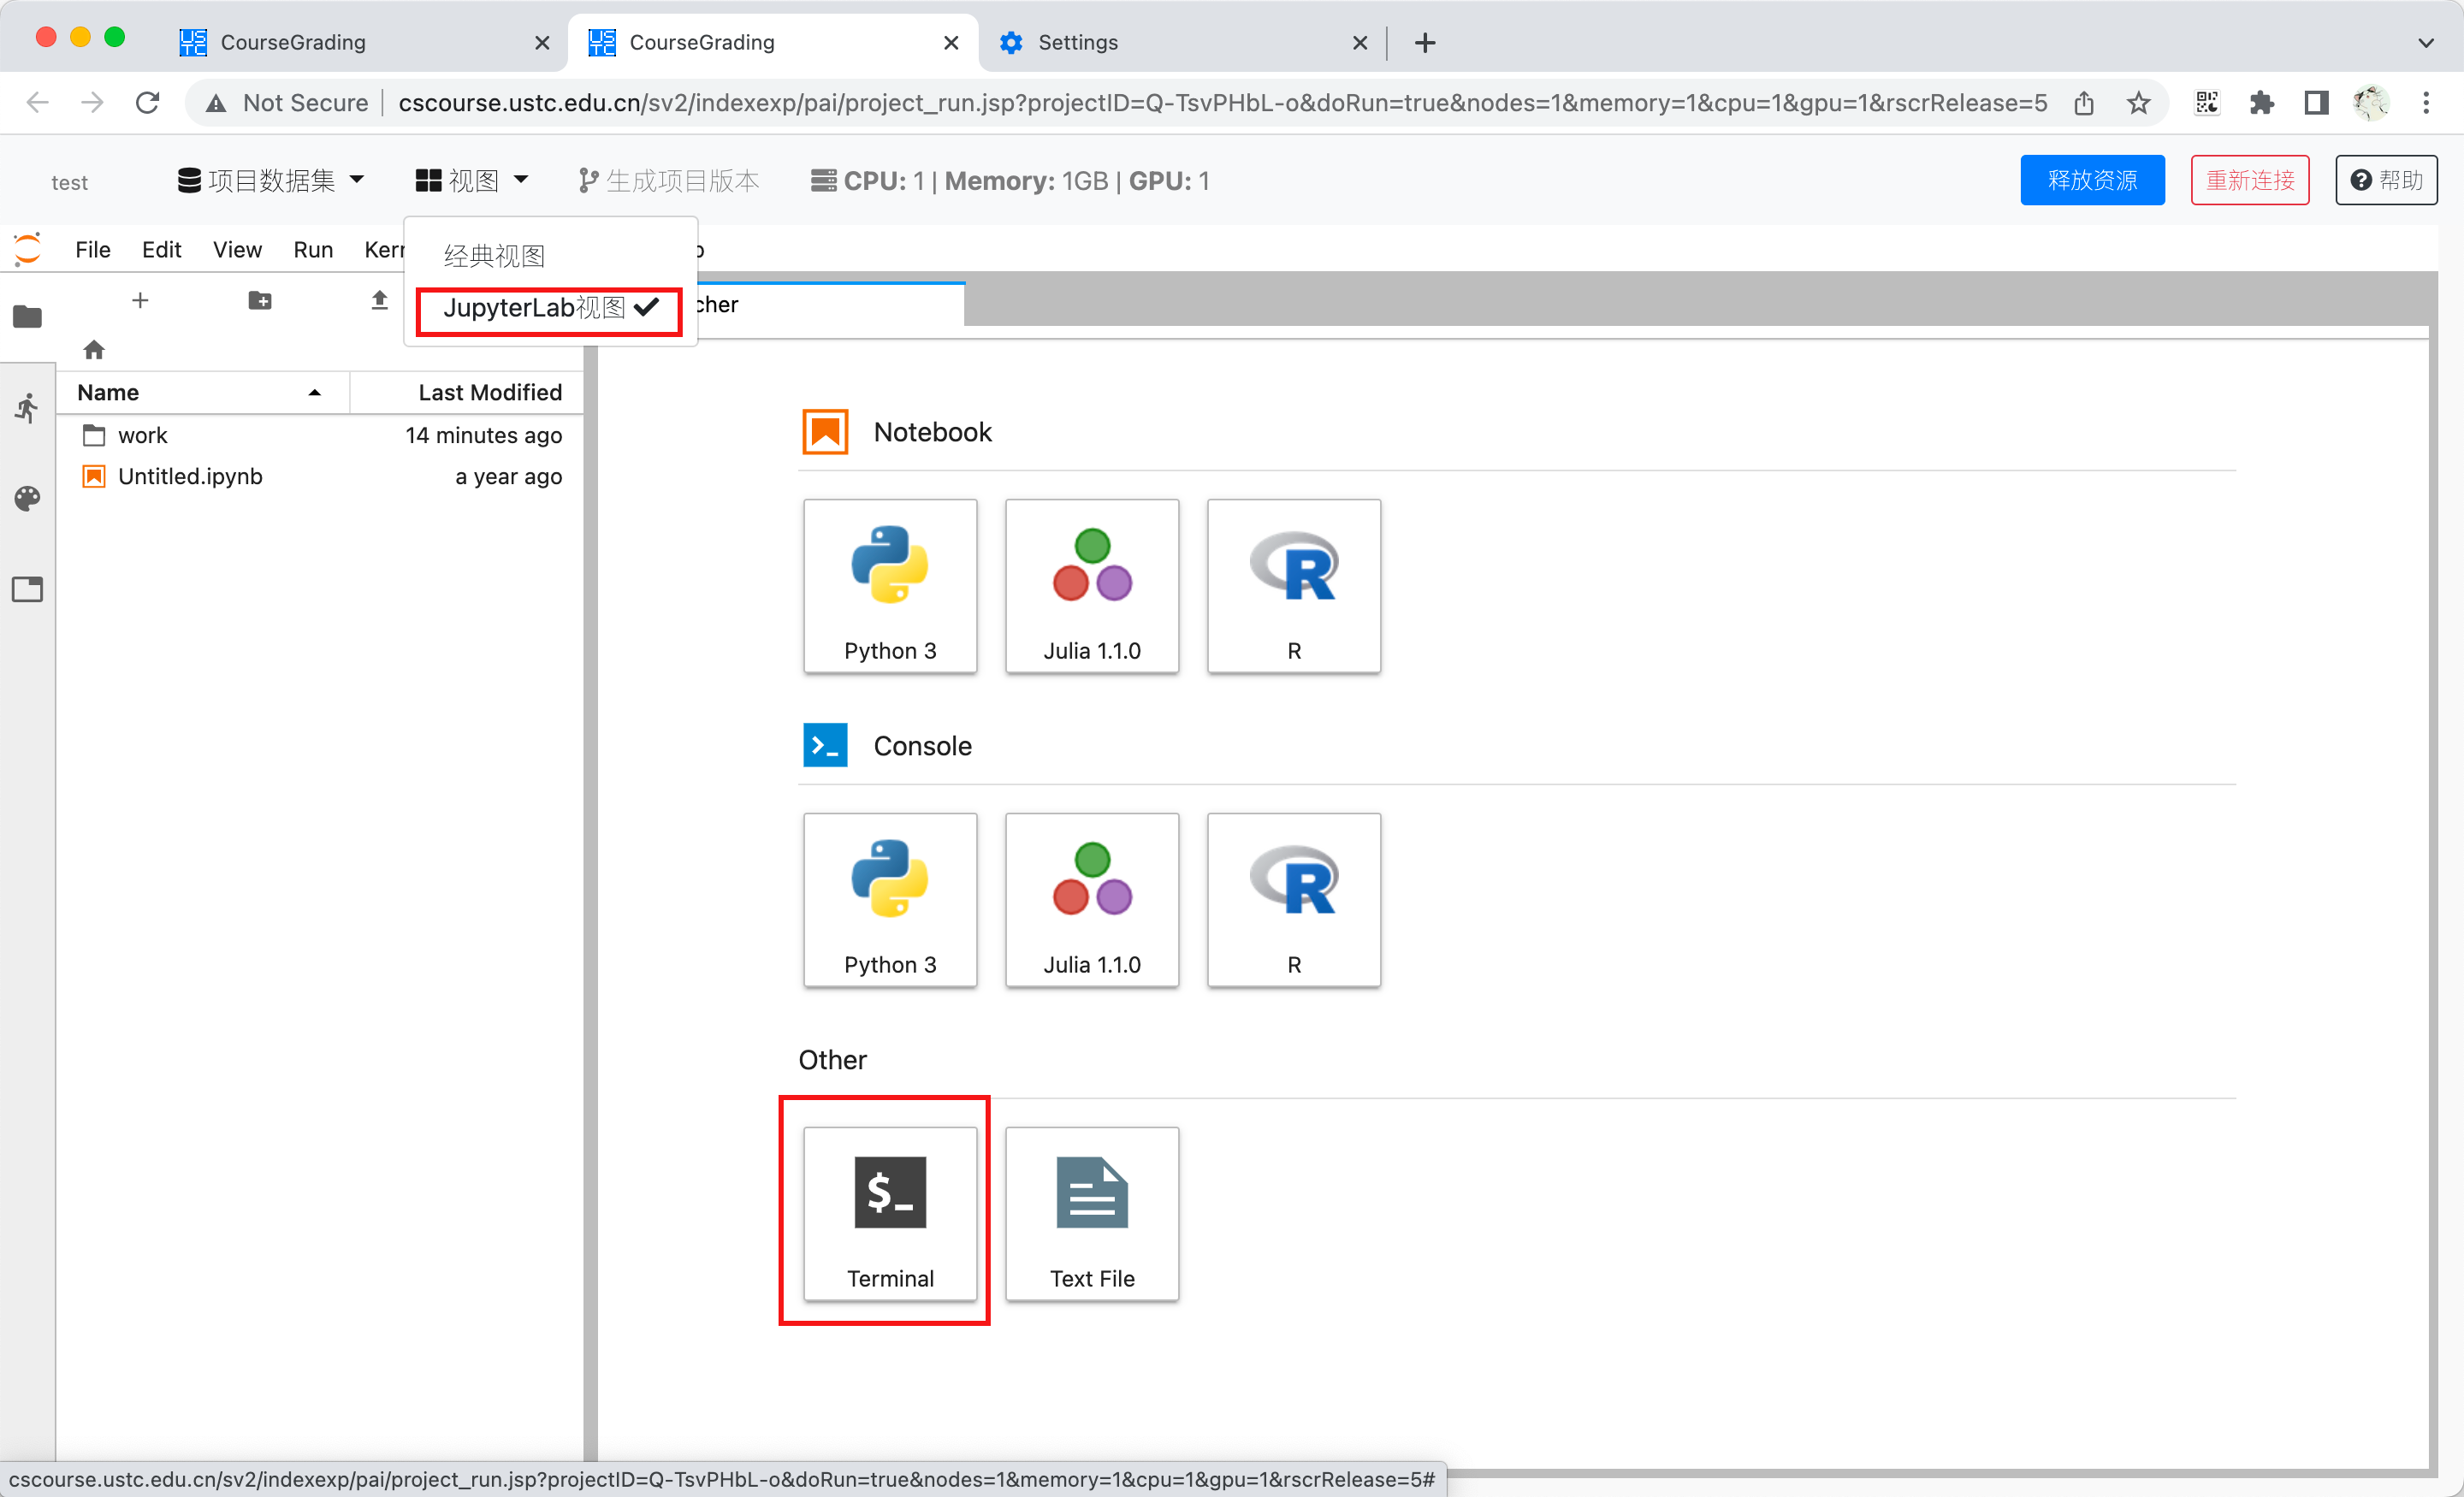 CourseGrading
CourseGrading
Settings
Not Secure
cscourse.ustc.edu.cn/sv2/indexexp/pai/project_run.jsp?projectID=Q-TsvPHbL-o&doRun=true&nodes=1&memory=1&cpu=1&gpu=1&rscrRelease=5
test 项目数据集 视图 生成项目版本 CPU: 1 | Memory: 1GB | GPU: 1 释放资源 重新连接 帮助
File Edit View Run Kerr
经典视图
JupyterLab视图
cher
Name Last Modified
work 14 minutes ago
Untitled.ipynb a year ago
Notebook
Python 3 Julia 1.1.0 R
Console
Python 3 Julia 1.1.0 R
Other
$_
Terminal Text File
cscourse.ustc.edu.cn/sv2/indexexp/pai/project_run.jsp?projectID=Q-TsvPHbL-o&doRun=true&nodes=1&memory=1&cpu=1&gpu=1&rscrRelease=5#